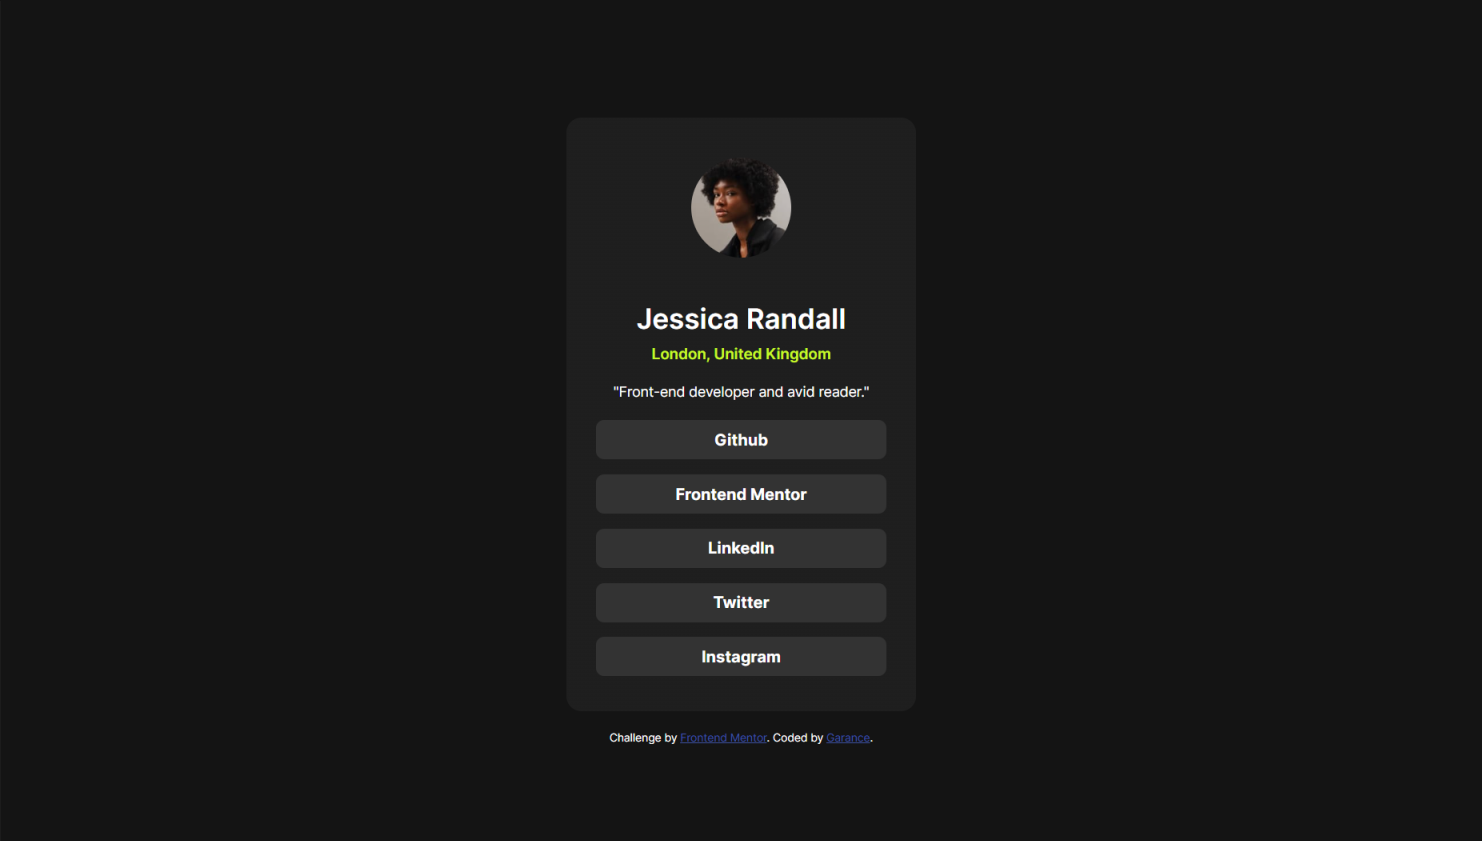 Jessica Randall
London, United Kingdom
"Front-end developer and avid reader."
Github
Frontend Mentor
LinkedIn
Twitter
Instagram
Challenge by Frontend Mentor. Coded by Garance.